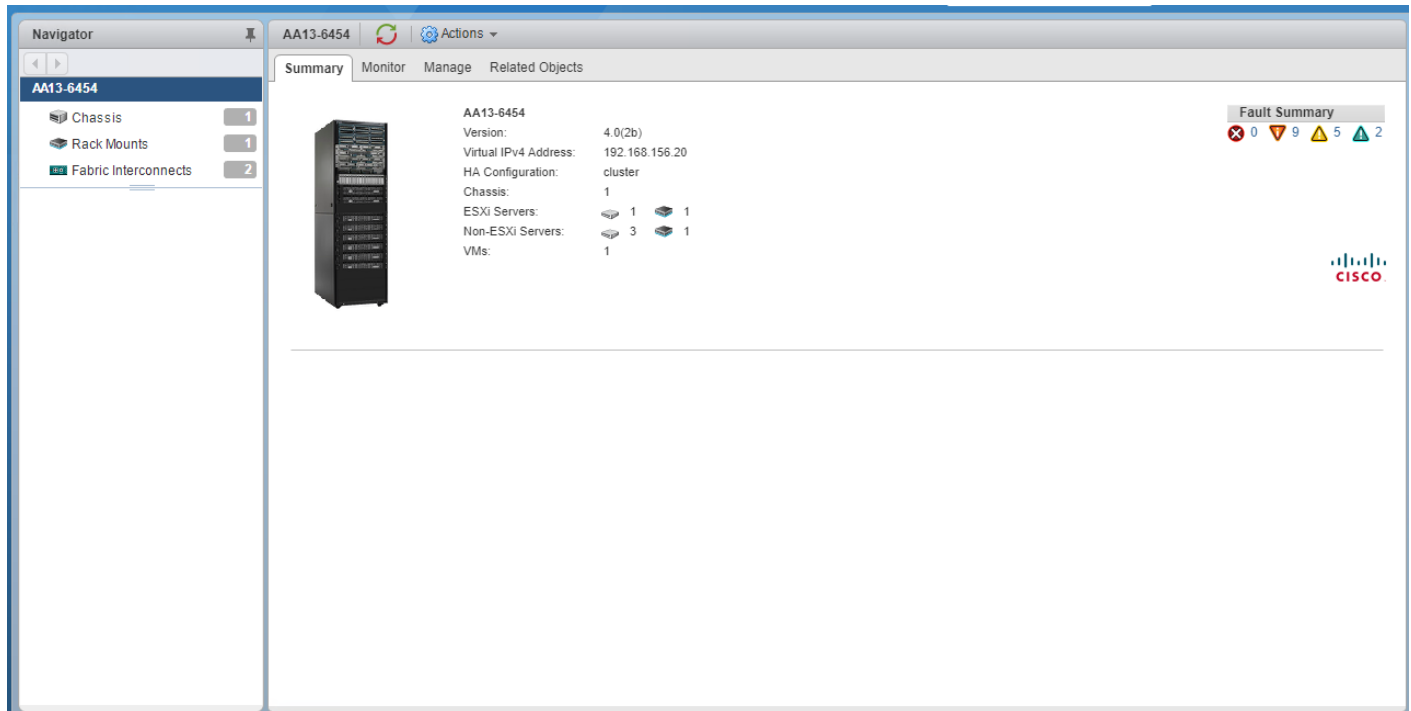 Navigator
AA13-6454
Chassis 1
Rack Mounts 1
Fabric Interconnects 2
AA13-6454 Actions
Summary Monitor Manage Related Objects
AA13-6454
Version: 4.0(2b)
Virtual IPv4 Address: 192.168.156.20
HA Configuration: cluster
Chassis: 1
ESXi Servers: 1 1
Non-ESXi Servers: 3 1
VMs: 1
Fault Summary
0 9 5 2
CISCO